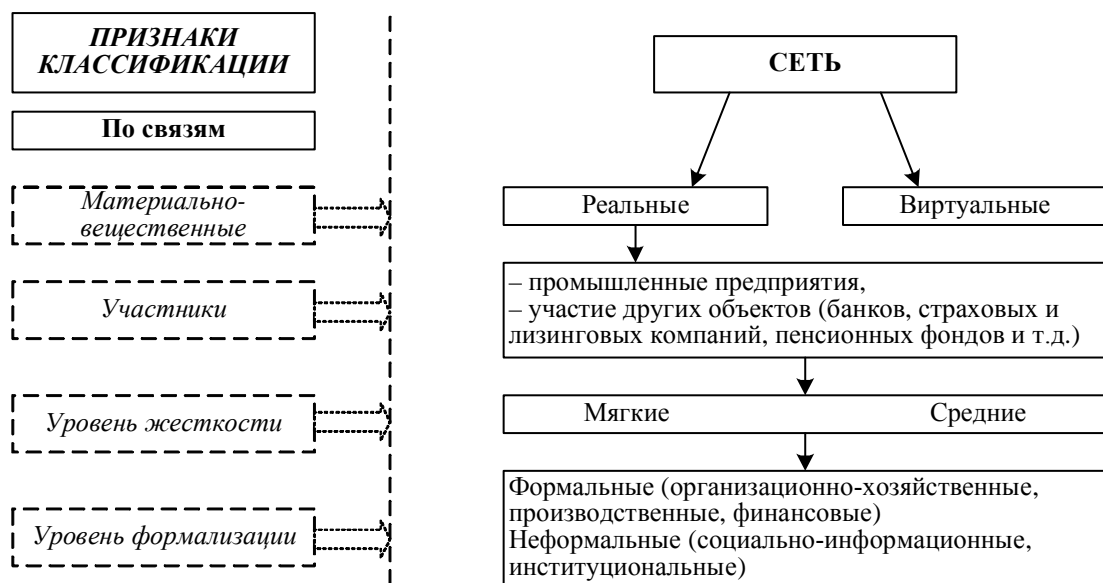 ПРИЗНАКИ
КЛАССИФИКАЦИИ
По связям
Материально-
вещественные
Участники
Уровень жесткости
Уровень формализации
СЕТЬ
Реальные
Виртуальные
– промышленные предприятия,
– участие других объектов (банков, страховых и
лизинговых компаний, пенсионных фондов и т.д.)
Мягкие
Средние
Формальные (организационно-хозяйственные,
производственные, финансовые)
Неформальные (социально-информационные,
институциональные)